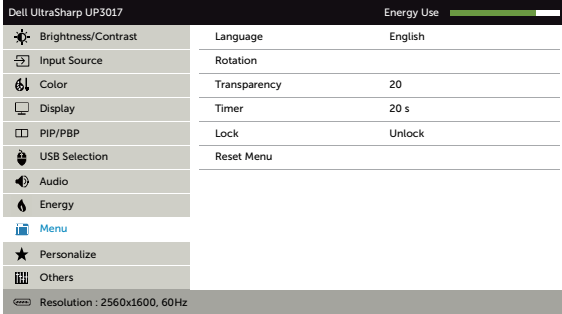 Dell UltraSharp UP3017 Energy Use
Brightness/Contrast Language English
Input Source Rotation
Color Transparency 20
Display Timer 20 s
PIP/PBP Lock Unlock
USB Selection Reset Menu
Audio
Energy
Menu
Personalize
Others
Resolution : 2560x1600, 60Hz